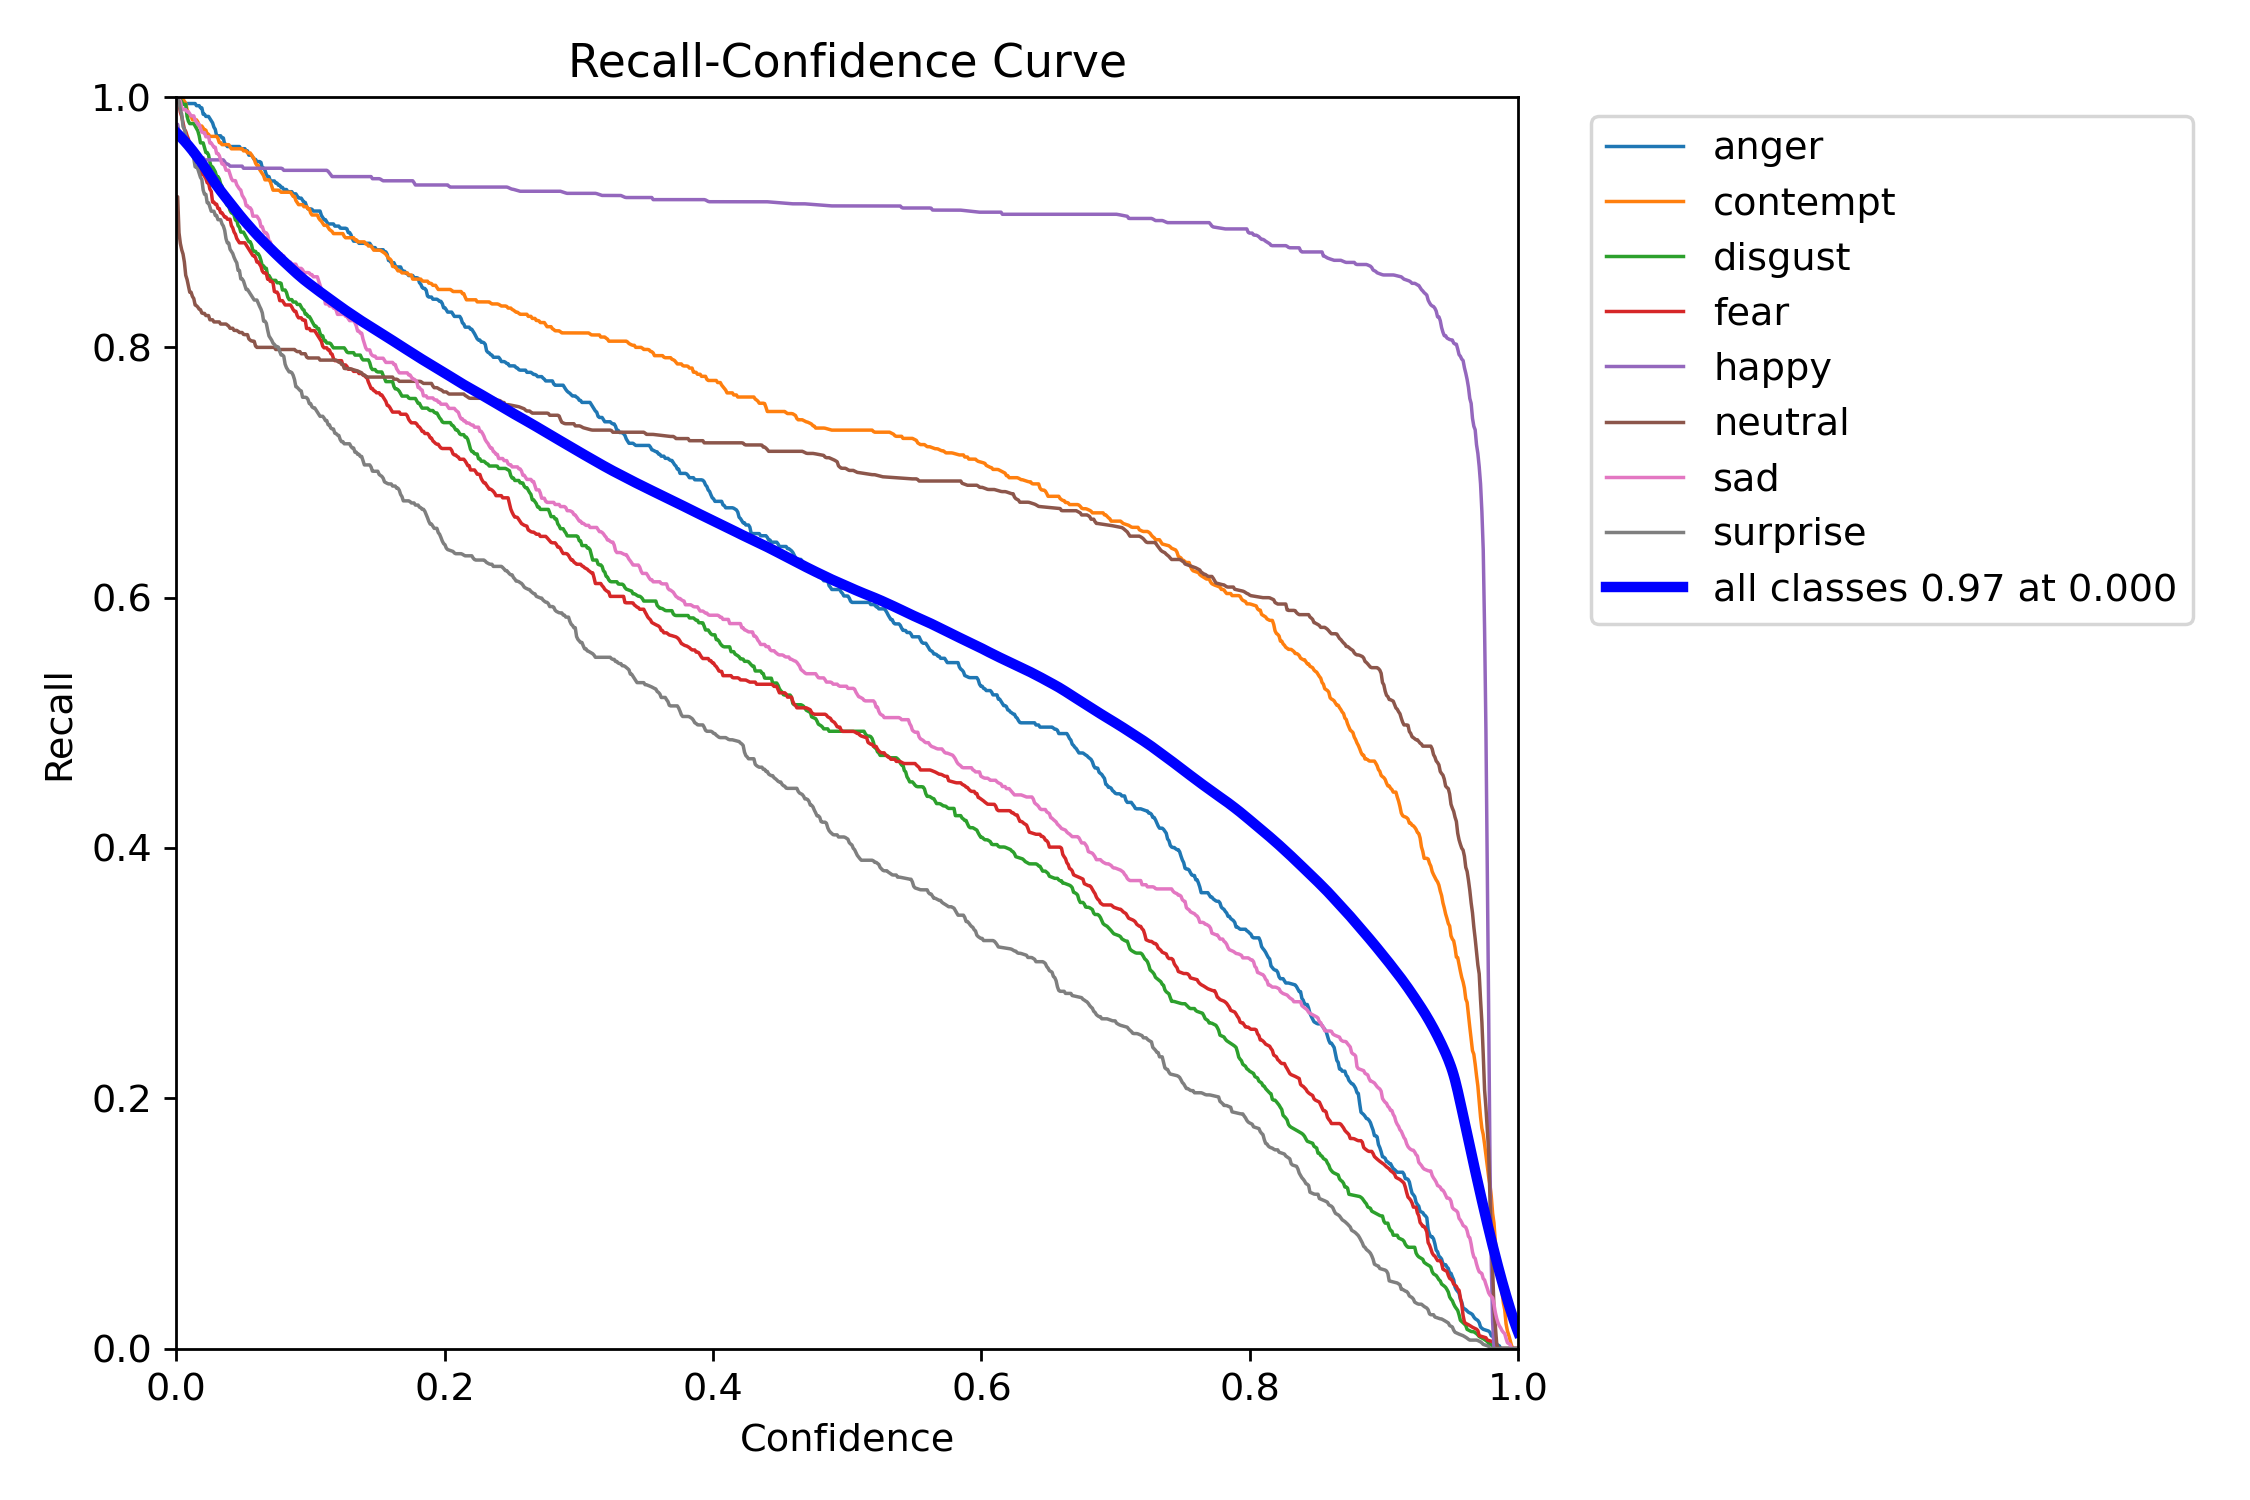 Recall-Confidence Curve
1.0
0.8
0.6
0.4
0.2
0.0
Recall
0.0 0.2 0.4 0.6 0.8 1.0
Confidence
anger
contempt
disgust
fear
happy
neutral
sad
surprise
all classes 0.97 at 0.000